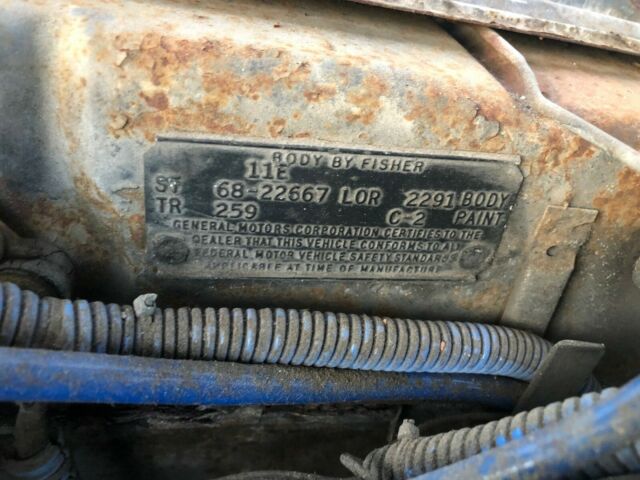 BODY BY FISHER
11E
ST 68-22667 LOR 2291 BODY
TR 259 C-2 PAINT
GENERAL MOTORS CORPORATION CERTIFIES TO THE
DEALER THAT THIS VEHICLE CONFORMS TO ALL
FEDERAL MOTOR VEHICLE SAFETY STANDARDS
APPLICABLE AT TIME OF MANUFACTURE